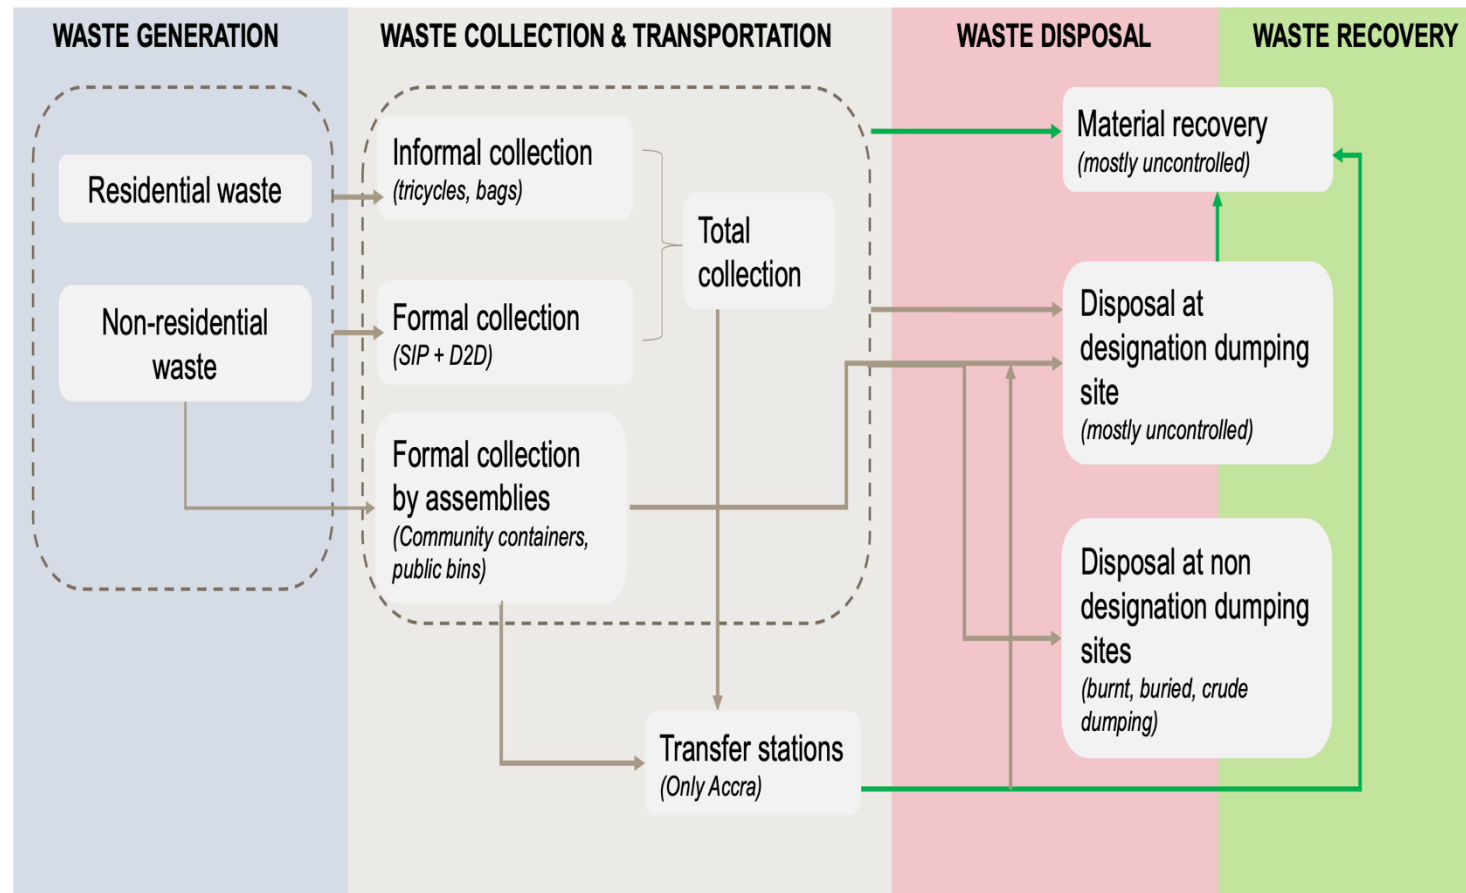 WASTE GENERATION
WASTE COLLECTION & TRANSPORTATION
WASTE DISPOSAL
WASTE RECOVERY
Residential waste
Non-residential
waste
Informal collection
(tricycles, bags)
Formal collection
(SIP + D2D)
Formal collection
by assemblies
(Community containers,
public bins)
Total
collection
Transfer stations
(Only Accra)
Material recovery
(mostly uncontrolled)
Disposal at
designation dumping
site
(mostly uncontrolled)
Disposal at non
designation dumping
sites
(burnt, buried, crude
dumping)